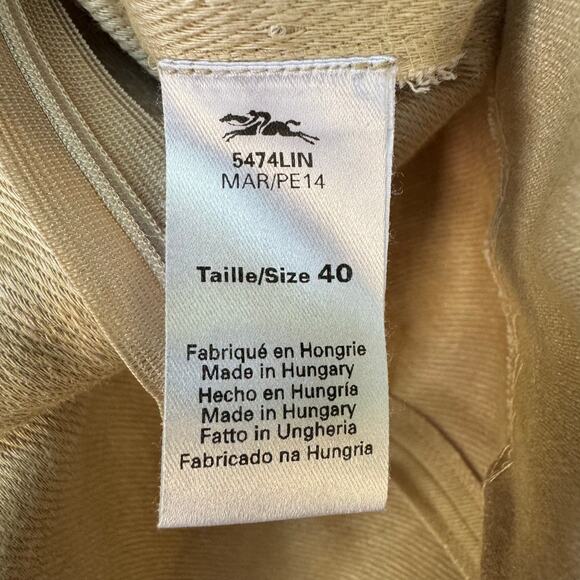 5474LIN
MAR/PE14
Taille/Size 40
Fabriqué en Hongrie
Made in Hungary
Hecho en Hungría
Made in Hungary
Fatto in Ungheria
Fabricado na Hungria